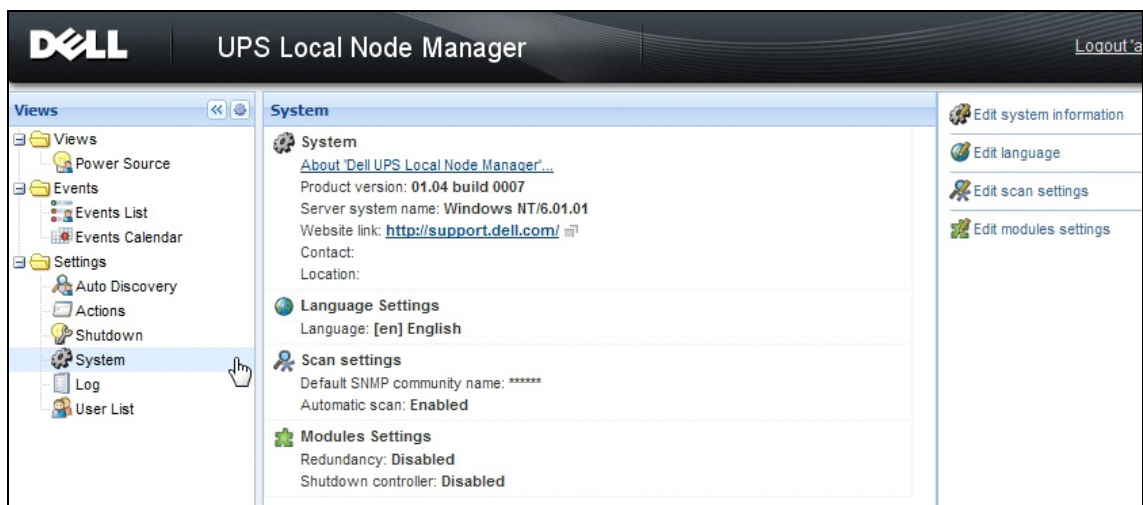 DELL
UPS Local Node Manager
Logout 'a
Views
Views
Power Source
Events
Events List
Events Calendar
Settings
Auto Discovery
Actions
Shutdown
System
Log
User List
System
System
About 'Dell UPS Local Node Manager'...
Product version: 01.04 build 0007
Server system name: Windows NT/6.01.01
Website link: http://support.dell.com/
Contact:
Location:
Language Settings
Language: [en] English
Scan settings
Default SNMP community name: ******
Automatic scan: Enabled
Modules Settings
Redundancy: Disabled
Shutdown controller: Disabled
Edit system information
Edit language
Edit scan settings
Edit modules settings